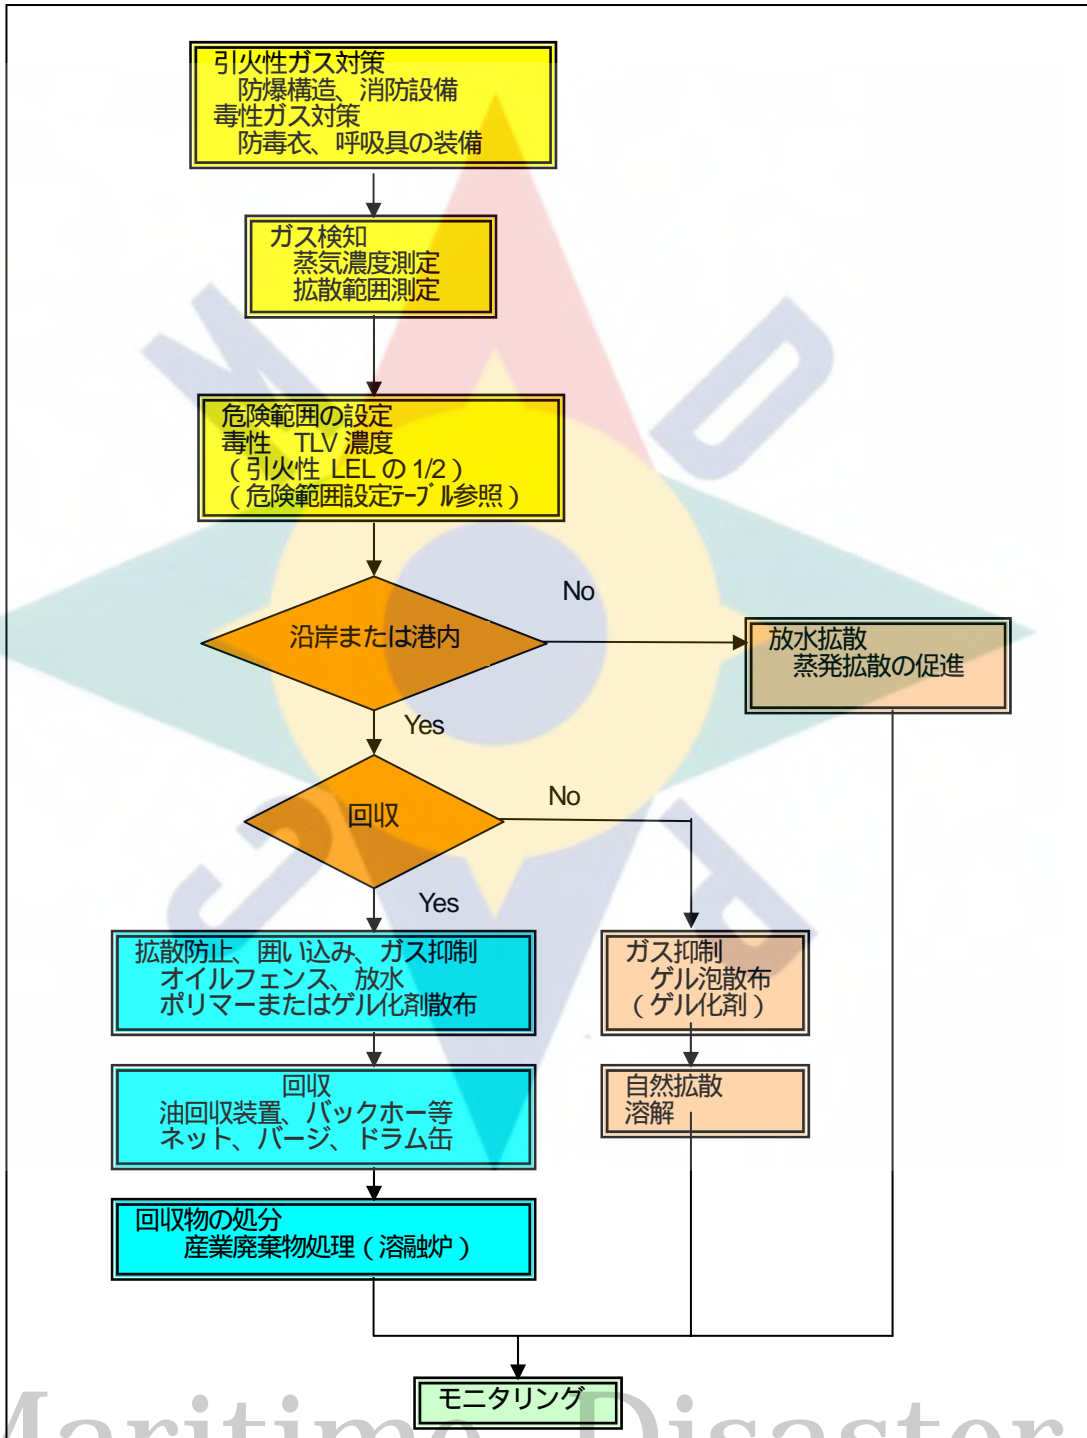 引火性ガス対策
防爆構造、消防設備
毒性ガス対策
防毒衣、呼吸具の装備
ガス検知
蒸気濃度測定
拡散範囲測定
危険範囲の設定
毒性 TLV 濃度
（引火性 LEL の 1/2）
（危険範囲設定ﾃｰﾌﾞﾙ参照）
沿岸または港内
No
放水拡散
蒸発拡散の促進
Yes
回収
No
Yes
拡散防止、囲い込み、ガス抑制
オイルフェンス、放水
ポリマーまたはゲル化剤散布
ガス抑制
ゲル泡散布
（ゲル化剤）
回収
油回収装置、バックホー等
ネット、バージ、ドラム缶
自然拡散
溶解
回収物の処分
産業廃棄物処理（溶融炉）
モニタリング
Maritime Disaster
M
D
P
C